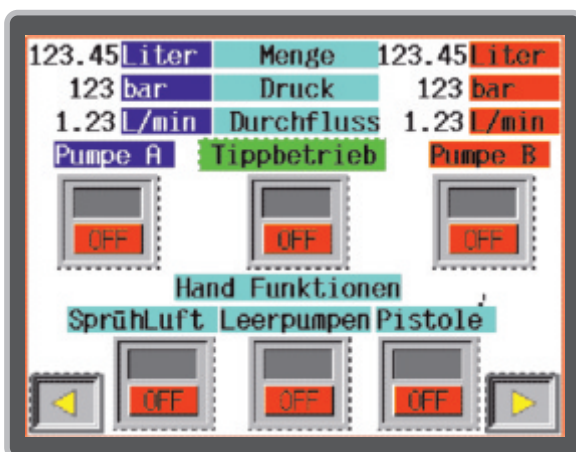 123.45 Liter Menge 123.45 Liter
123 bar Druck 123 bar
1.23 L/min Durchfluss 1.23 L/min
Pumpe A Tippbetrieb Pumpe B
OFF OFF OFF
Hand Funktionen
SprühLuft Leerpumpen Pistole
OFF OFF OFF